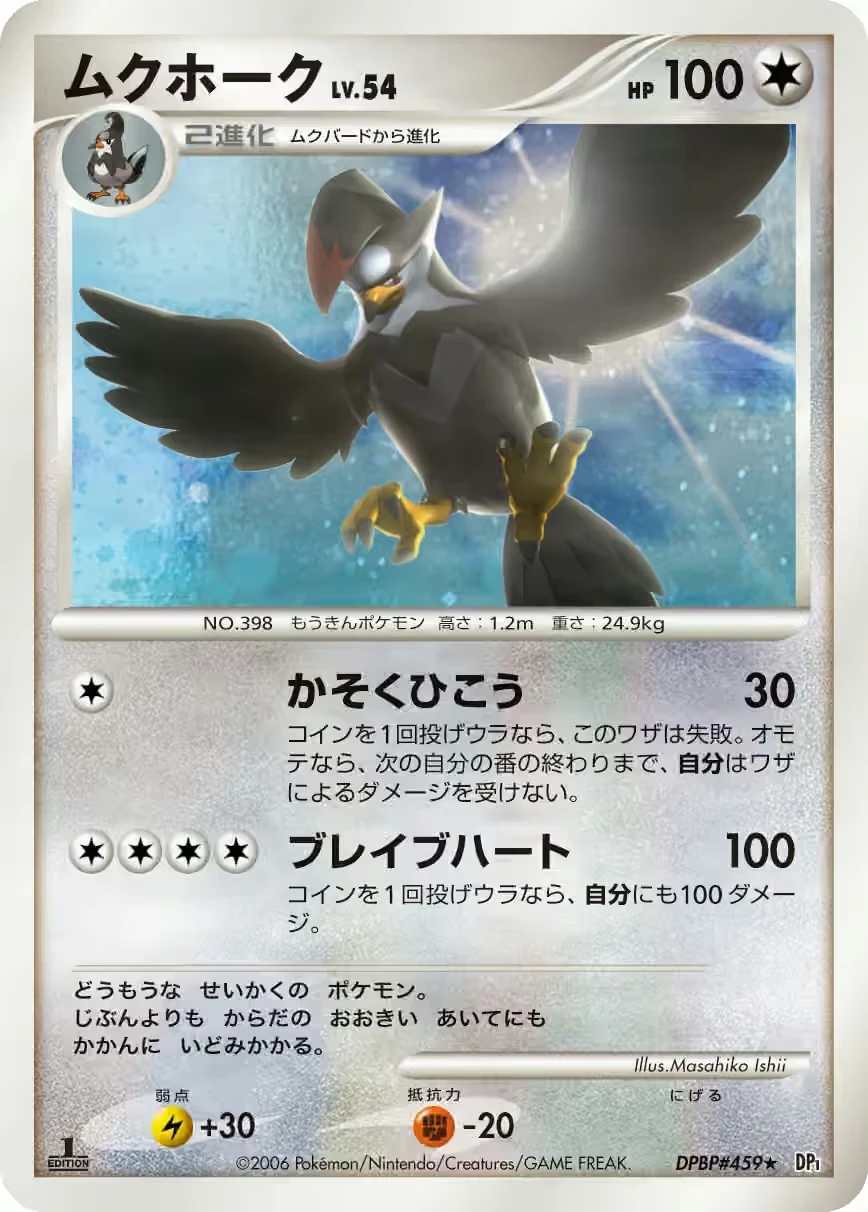 ムクホーク LV.54 HP 100
2進化 ムクバードから進化
NO.398 もうきんポケモン 高さ:1.2m 重さ:24.9kg
かそくひこう 30
コインを1回投げウラなら、このワザは失敗。オモ
テなら、次の自分の番の終わりまで、自分はワザ
によるダメージを受けない。
ブレイブハート 100
コインを1回投げウラなら、自分にも100ダメー
ジ。
どうもうな せいかくの ポケモン。
じぶんよりも からだの おおきい あいてにも
かかんに いどみかかる。
Illus.Masahiko Ishii
弱点 抵抗力 にげる
+30 -20
1 EDITION ©2006 Pokémon/Nintendo/Creatures/GAME FREAK. DPBP#459★ DP1